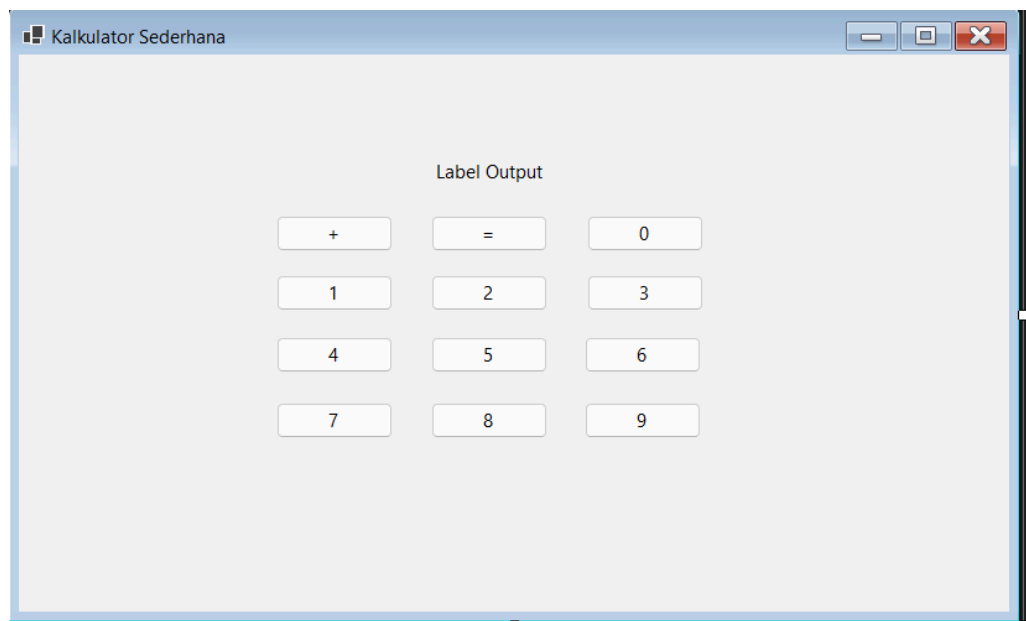 Kalkulator Sederhana
Label Output
+ = 0
1 2 3
4 5 6
7 8 9